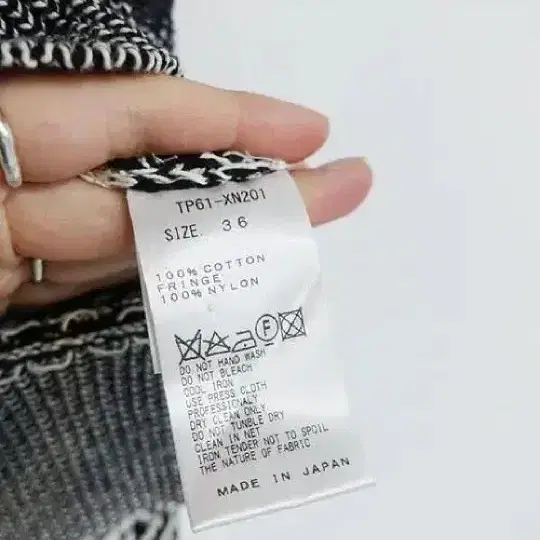 TP61-XN201
SIZE. 36
100% COTTON
FRINGE
100% NYLON
F
DO NOT HAND WASH
DO NOT BLEACH
COOL IRON
USE PRESS CLOTH
PROFESSIONALY
DRY CLEAN ONLY
DO NOT TUNBLE DRY
CLEAN IN NET
IRON TENDER NOT TO SPOIL
THE NATURE OF FABRIC
MADE IN JAPAN